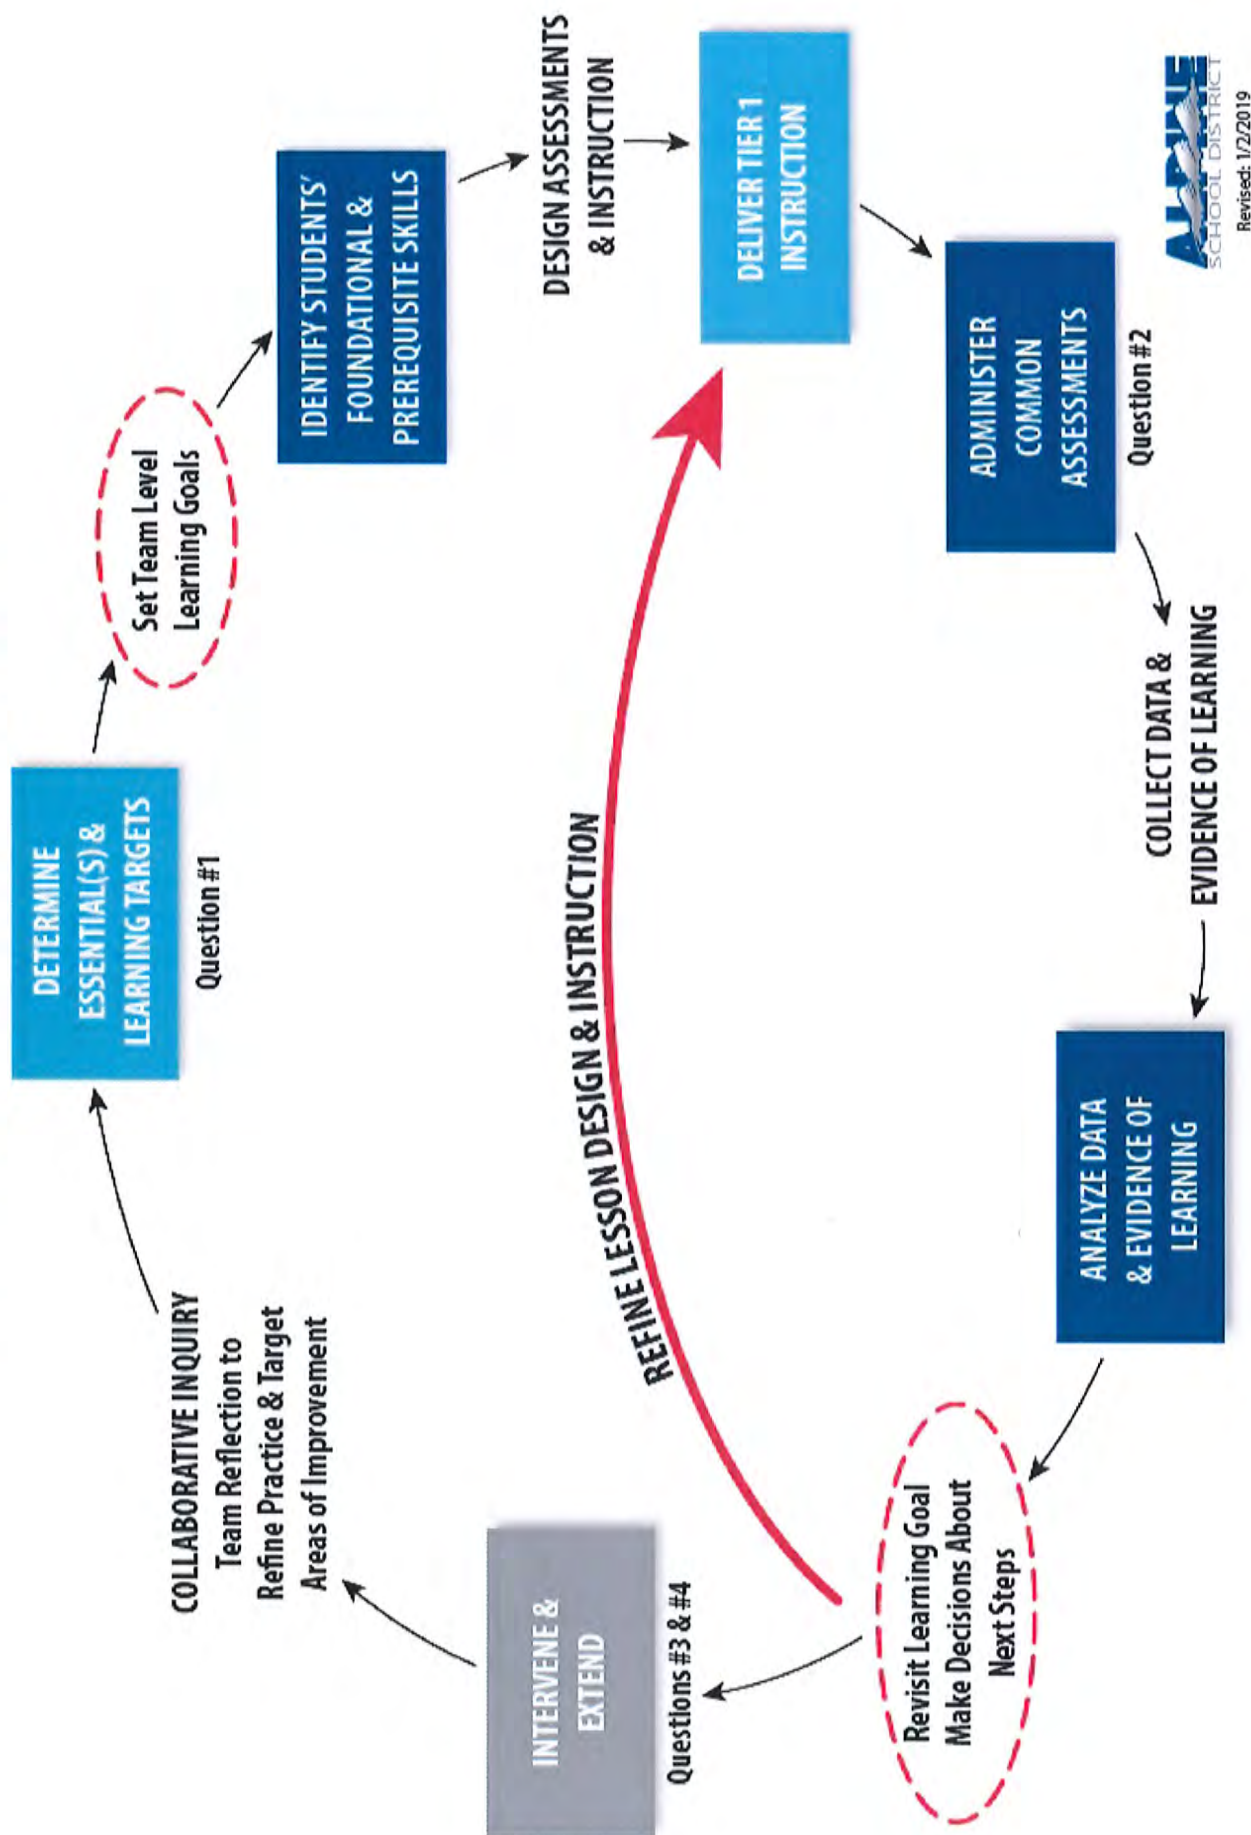 DETERMINE
ESSENTIAL(S) &
LEARNING TARGETS
Question #1
Set Team Level
Learning Goals
IDENTIFY STUDENTS’
FOUNDATIONAL &
PREREQUISITE SKILLS
DESIGN ASSESSMENTS
& INSTRUCTION
DELIVER TIER 1
INSTRUCTION
ADMINISTER
COMMON
ASSESSMENTS
Question #2
COLLECT DATA &
EVIDENCE OF LEARNING
ANALYZE DATA
& EVIDENCE OF
LEARNING
Revisit Learning Goal
Make Decisions About
Next Steps
REFINE LESSON DESIGN & INSTRUCTION
INTERVENE &
EXTEND
Questions #3 & #4
COLLABORATIVE INQUIRY
Team Reflection to
Refine Practice & Target
Areas of Improvement
ALPINE
SCHOOL DISTRICT
Revised: 1/2/2019